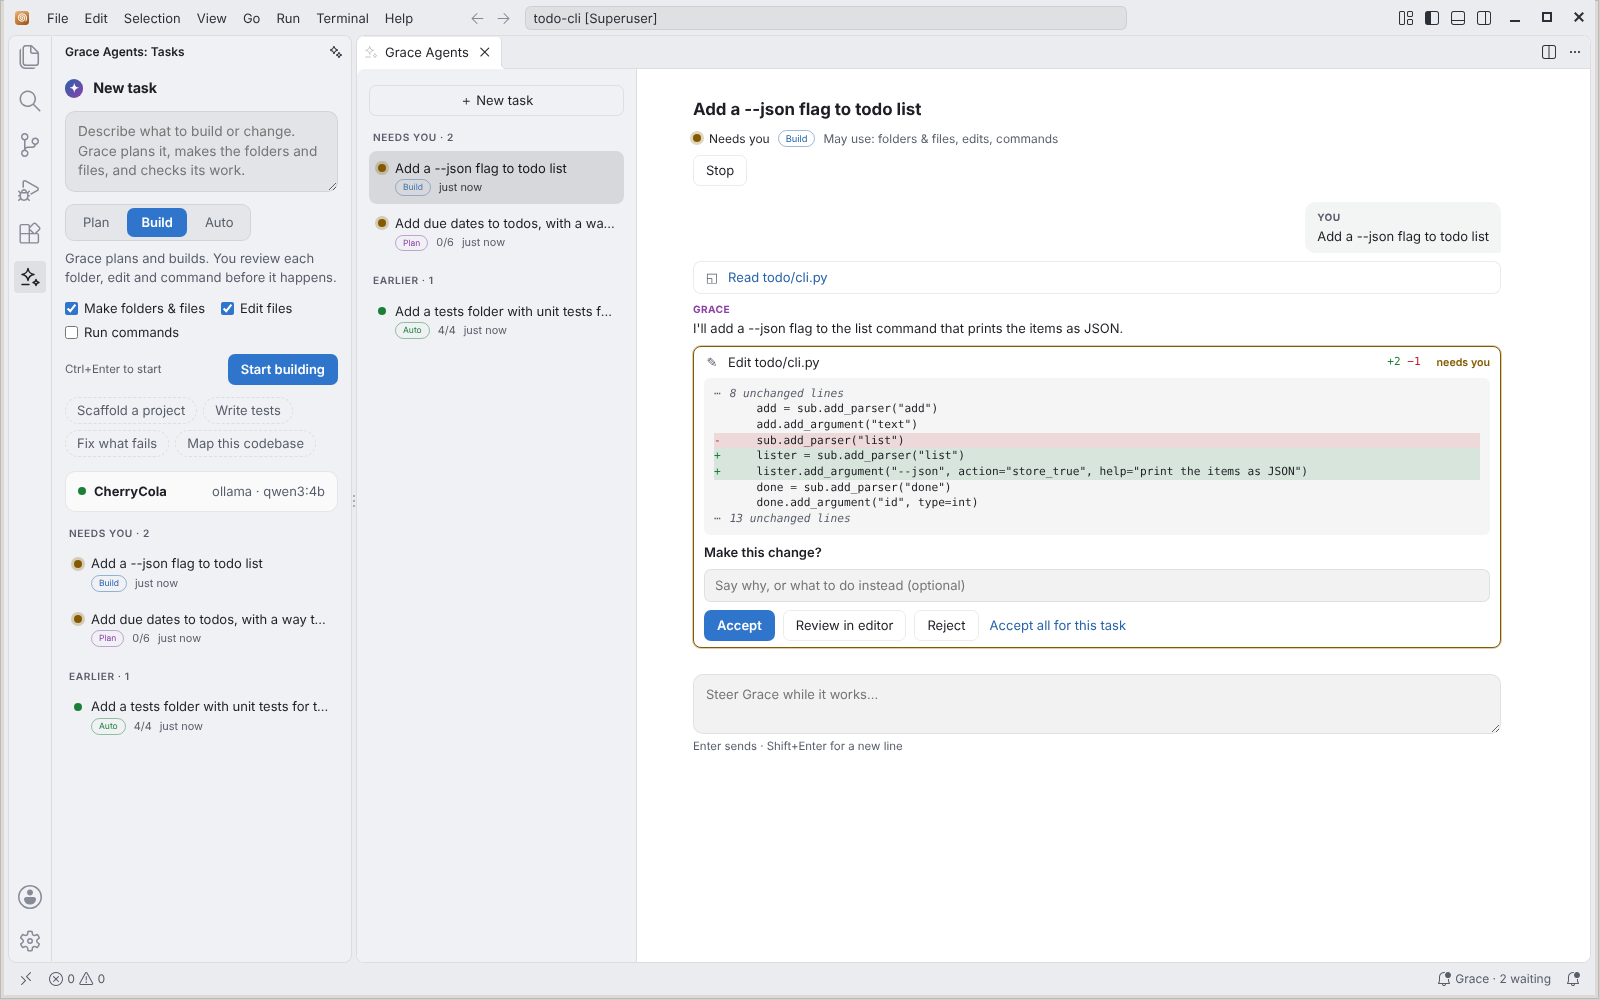 File Edit Selection View Go Run Terminal Help
todo-cli [Superuser]
Grace Agents: Tasks
New task
Describe what to build or change.
Grace plans it, makes the folders and
files, and checks its work.
Plan Build Auto
Grace plans and builds. You review each
folder, edit and command before it happens.
Make folders & files Edit files
Run commands
Ctrl+Enter to start Start building
Scaffold a project Write tests
Fix what fails Map this codebase
CherryCola ollama · qwen3:4b
NEEDS YOU · 2
Add a --json flag to todo list
Build just now
Add due dates to todos, with a way t...
Plan 0/6 just now
EARLIER · 1
Add a tests folder with unit tests for t...
Auto 4/4 just now
Grace Agents
+ New task
NEEDS YOU · 2
Add a --json flag to todo list
Build just now
Add due dates to todos, with a wa...
Plan 0/6 just now
EARLIER · 1
Add a tests folder with unit tests f...
Auto 4/4 just now
Add a --json flag to todo list
Needs you Build May use: folders & files, edits, commands
Stop
YOU
Add a --json flag to todo list
Read todo/cli.py
GRACE
I'll add a --json flag to the list command that prints the items as JSON.
Edit todo/cli.py +2 −1 needs you
⋯ 8 unchanged lines
add = sub.add_parser("add")
add.add_argument("text")
- sub.add_parser("list")
+ lister = sub.add_parser("list")
+ lister.add_argument("--json", action="store_true", help="print the items as JSON")
done = sub.add_parser("done")
done.add_argument("id", type=int)
⋯ 13 unchanged lines
Make this change?
Say why, or what to do instead (optional)
Accept Review in editor Reject Accept all for this task
Steer Grace while it works...
Enter sends · Shift+Enter for a new line
0 0
Grace · 2 waiting